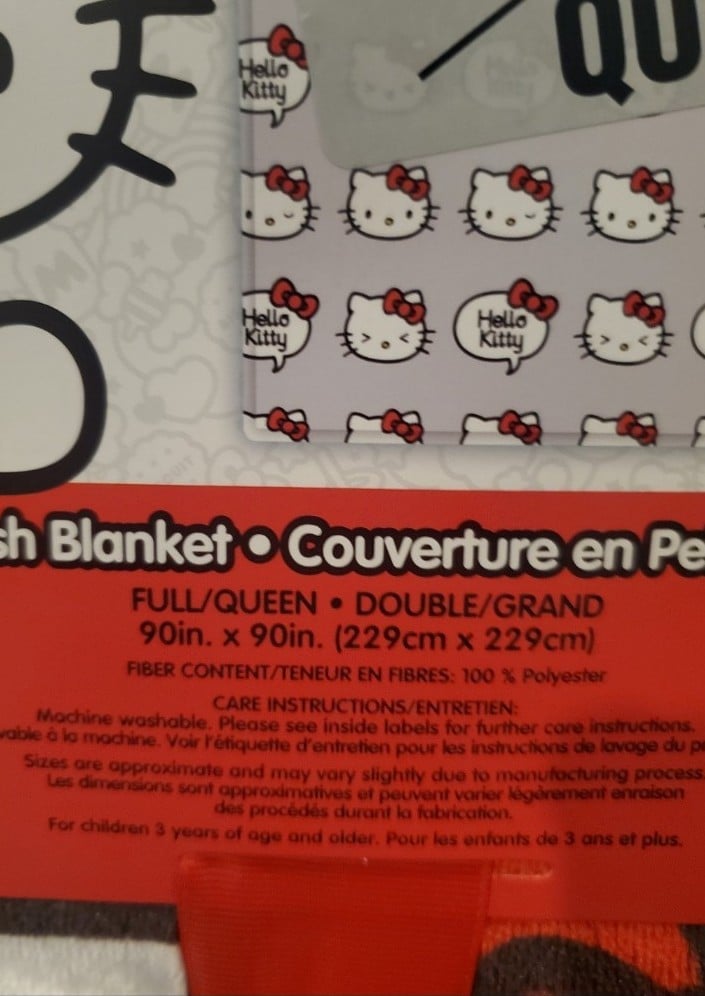 QU
Hello
Kitty
Hello
Kitty
Hello
Kitty
sh Blanket • Couverture en Pe
FULL/QUEEN • DOUBLE/GRAND
90in. x 90in. (229cm x 229cm)
FIBER CONTENT/TENEUR EN FIBRES: 100 % Polyester
CARE INSTRUCTIONS/ENTRETIEN:
Machine washable. Please see inside labels for further care instructions.
vable à la machine. Voir l'étiquette d'entretien pour les instructions de lavage du p
Sizes are approximate and may vary slightly due to manufacturing process.
Les dimensions sont approximatives et peuvent varier légèrement enraison
des procédés durant la fabrication.
For children 3 years of age and older. Pour les enfants de 3 ans et plus.